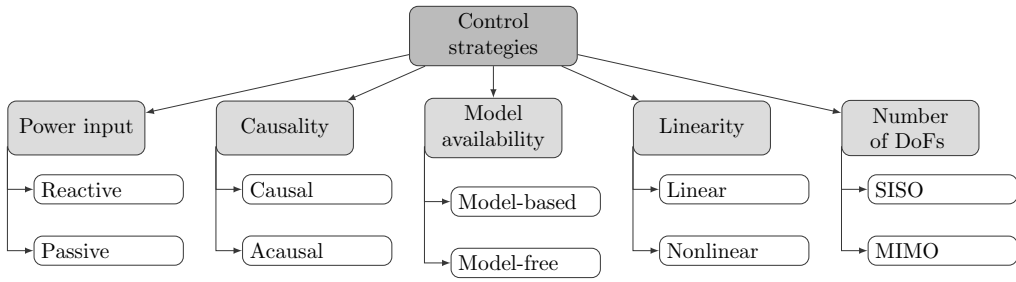 Control
strategies
Power input
Causality
Model
availability
Linearity
Number
of DoFs
Reactive
Causal
Model-based
Linear
SISO
Passive
Acausal
Model-free
Nonlinear
MIMO